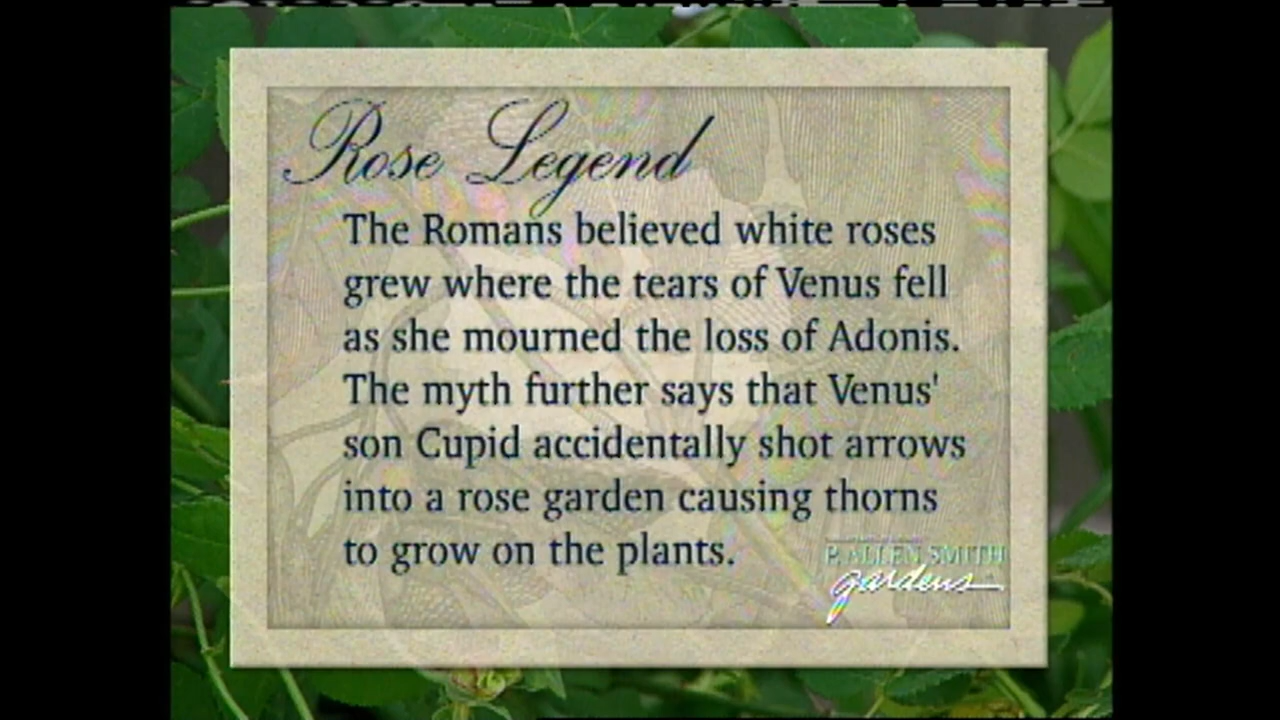 Rose Legend
The Romans believed white roses
grew where the tears of Venus fell
as she mourned the loss of Adonis.
The myth further says that Venus'
son Cupid accidentally shot arrows
into a rose garden causing thorns
to grow on the plants.
P. ALLEN SMITH
gardens